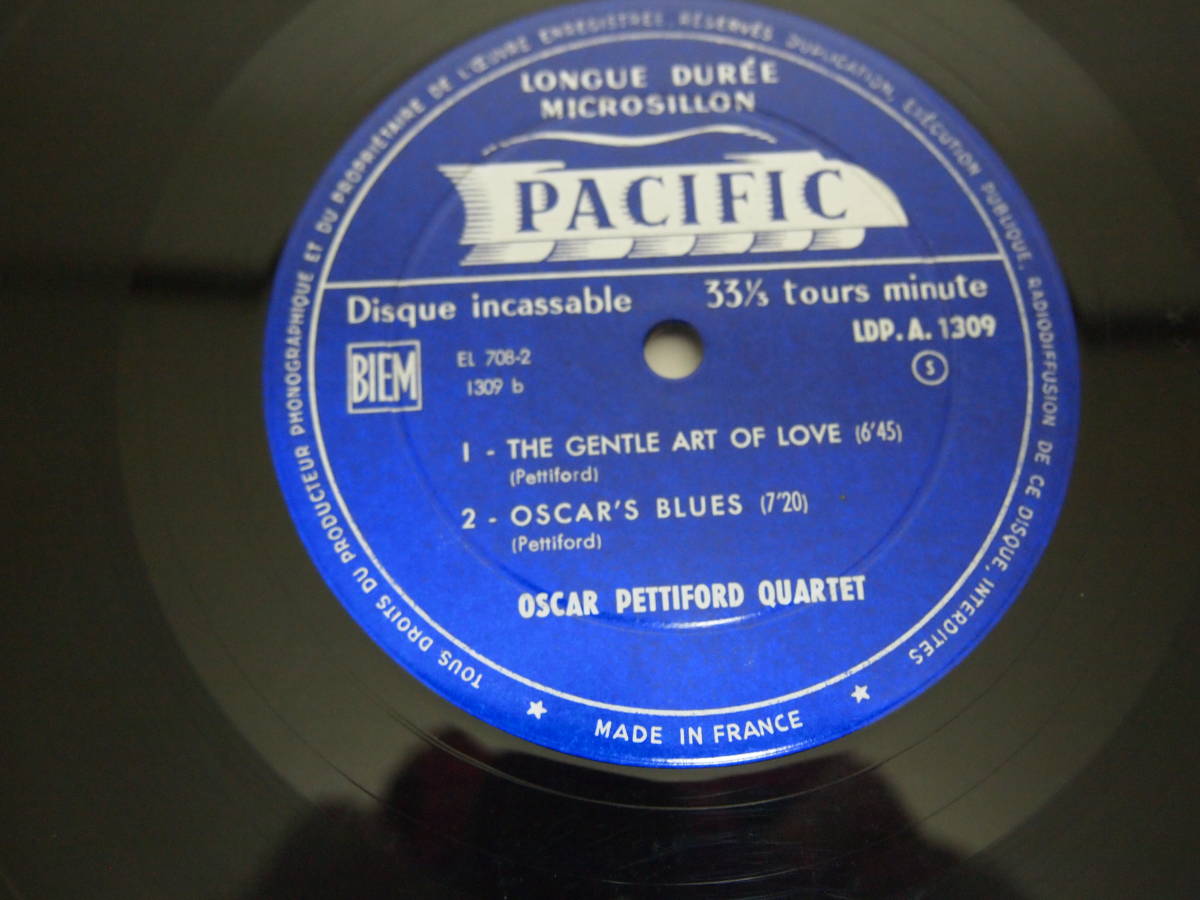 TOUS DROITS DU PRODUCTEUR PHONOGRAPHIQUE ET DU PROPRIÉTAIRE DE L'ŒUVRE ENREGISTRÉE RÉSERVÉS DUPLICATION, EXÉCUTION PUBLIQUE, RADIODIFFUSION DE CE DISQUE, INTERDITES
LONGUE DURÉE
MICROSILLON
PACIFIC
Disque incassable 33⅓ tours minute
LDP. A. 1309
BIEM
EL 708-2
1309 b
S
1 - THE GENTLE ART OF LOVE (6'45)
(Pettiford)
2 - OSCAR'S BLUES (7'20)
(Pettiford)
OSCAR PETTIFORD QUARTET
MADE IN FRANCE